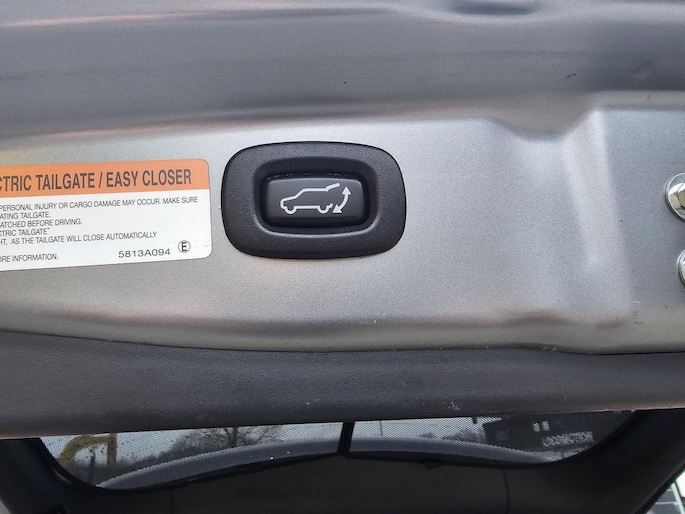 CTRIC TAILGATE / EASY CLOSER
PERSONAL INJURY OR CARGO DAMAGE MAY OCCUR. MAKE SURE
ATING TAILGATE.
ATCHED BEFORE DRIVING.
CTRIC TAILGATE"
HT, AS THE TAILGATE WILL CLOSE AUTOMATICALLY
ORE INFORMATION.
5813A094 E